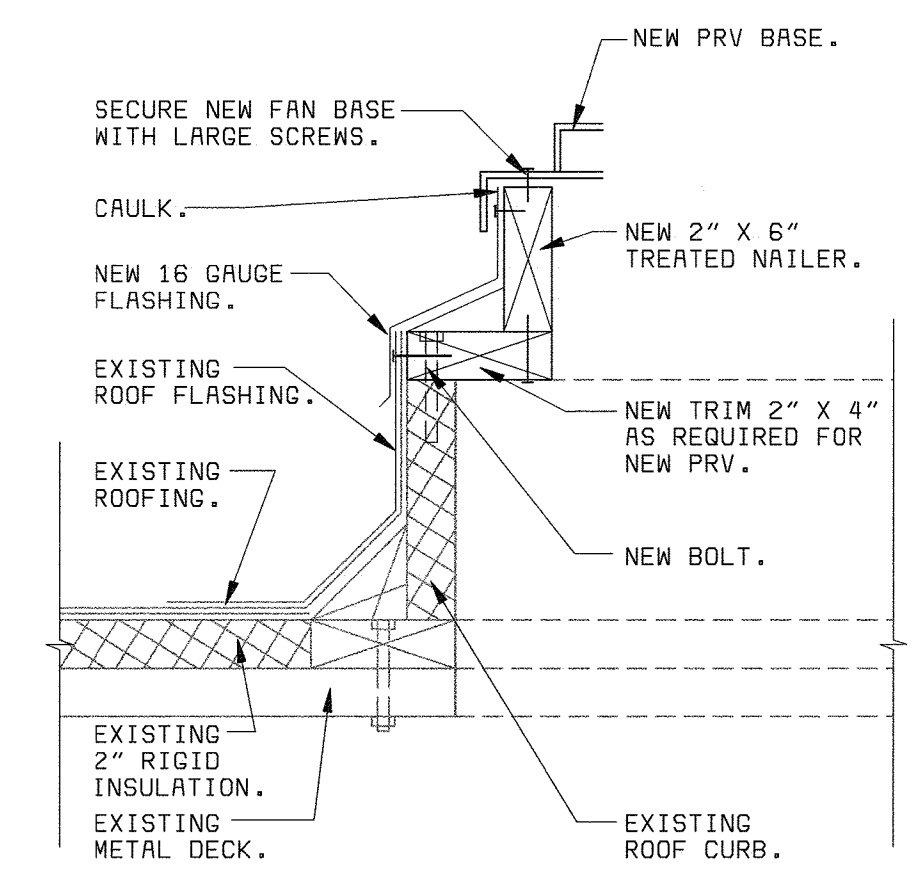 NEW PRV BASE.
SECURE NEW FAN BASE
WITH LARGE SCREWS.
CAULK.
NEW 2" X 6"
TREATED NAILER.
NEW 16 GAUGE
FLASHING.
EXISTING
ROOF FLASHING.
NEW TRIM 2" X 4"
AS REQUIRED FOR
NEW PRV.
EXISTING
ROOFING.
NEW BOLT.
EXISTING
2" RIGID
INSULATION.
EXISTING
METAL DECK.
EXISTING
ROOF CURB.